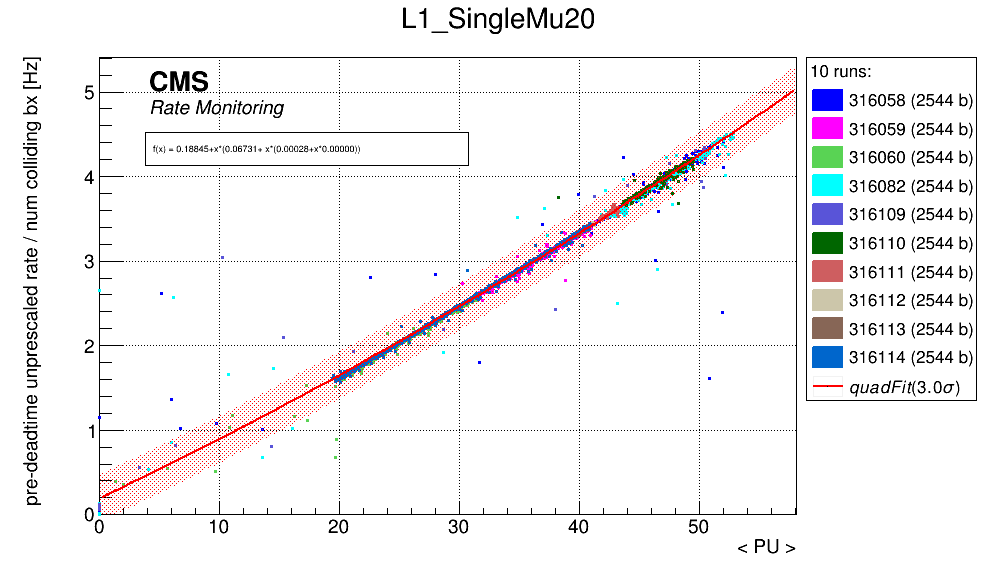 L1_SingleMu20
pre-deadtime unprescaled rate / num colliding bx [Hz]
CMS
Rate Monitoring
f(x) = 0.18845+x*(0.06731+ x*(0.00028+x*0.00000))
5
4
3
2
1
0
0 10 20 30 40 50
< PU >
10 runs:
316058 (2544 b)
316059 (2544 b)
316060 (2544 b)
316082 (2544 b)
316109 (2544 b)
316110 (2544 b)
316111 (2544 b)
316112 (2544 b)
316113 (2544 b)
316114 (2544 b)
quadFit(3.0σ)